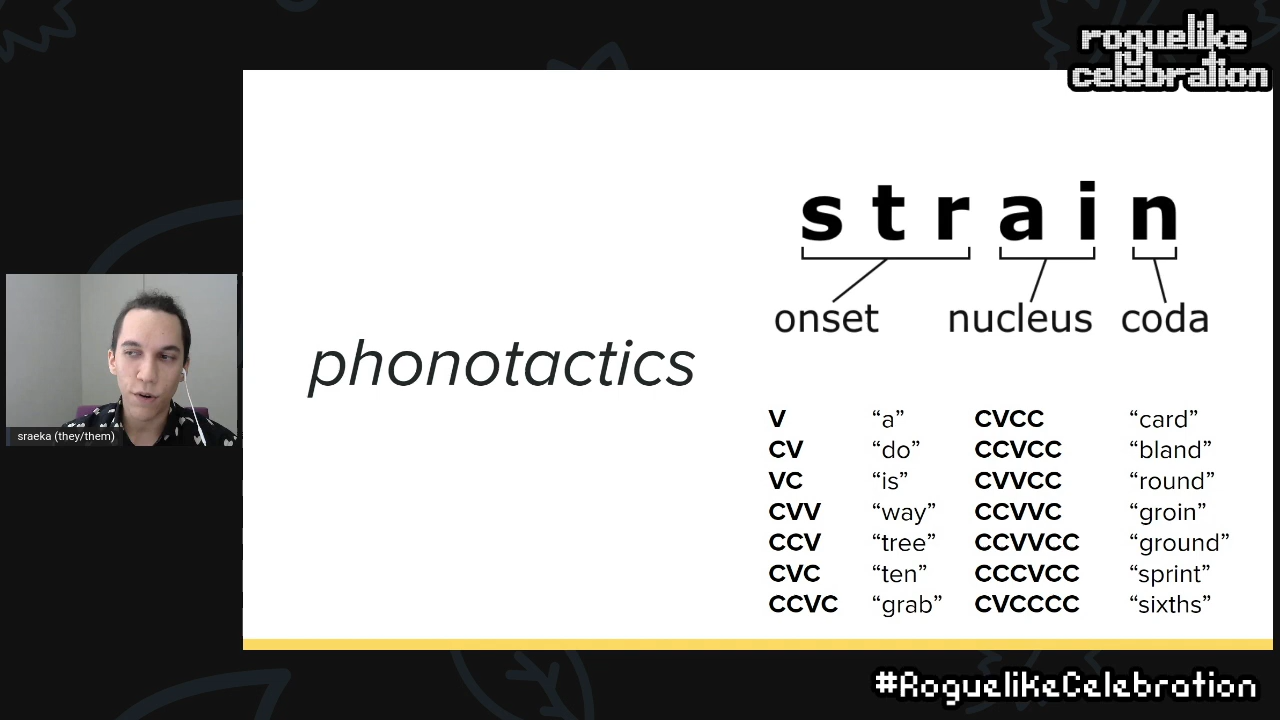 roguelike
celebration
strain
onset nucleus coda
phonotactics
V "a" CVCC "card"
CV "do" CCVCC "bland"
VC "is" CVVCC "round"
CVV "way" CCVVC "groin"
CCV "tree" CCVVCC "ground"
CVC "ten" CCCVCC "sprint"
CCVC "grab" CVCCCC "sixths"
sraeka (they/them)
#RoguelikeCelebration